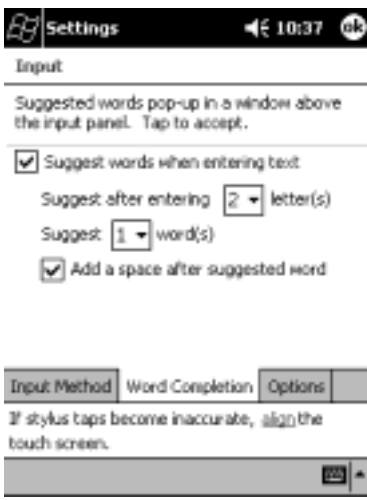 Settings 10:37 ok
Input
Suggested words pop-up in a window above
the input panel. Tap to accept.
Suggest words when entering text
Suggest after entering 2 letter(s)
Suggest 1 word(s)
Add a space after suggested word
Input Method Word Completion Options
If stylus taps become inaccurate, align the
touch screen.